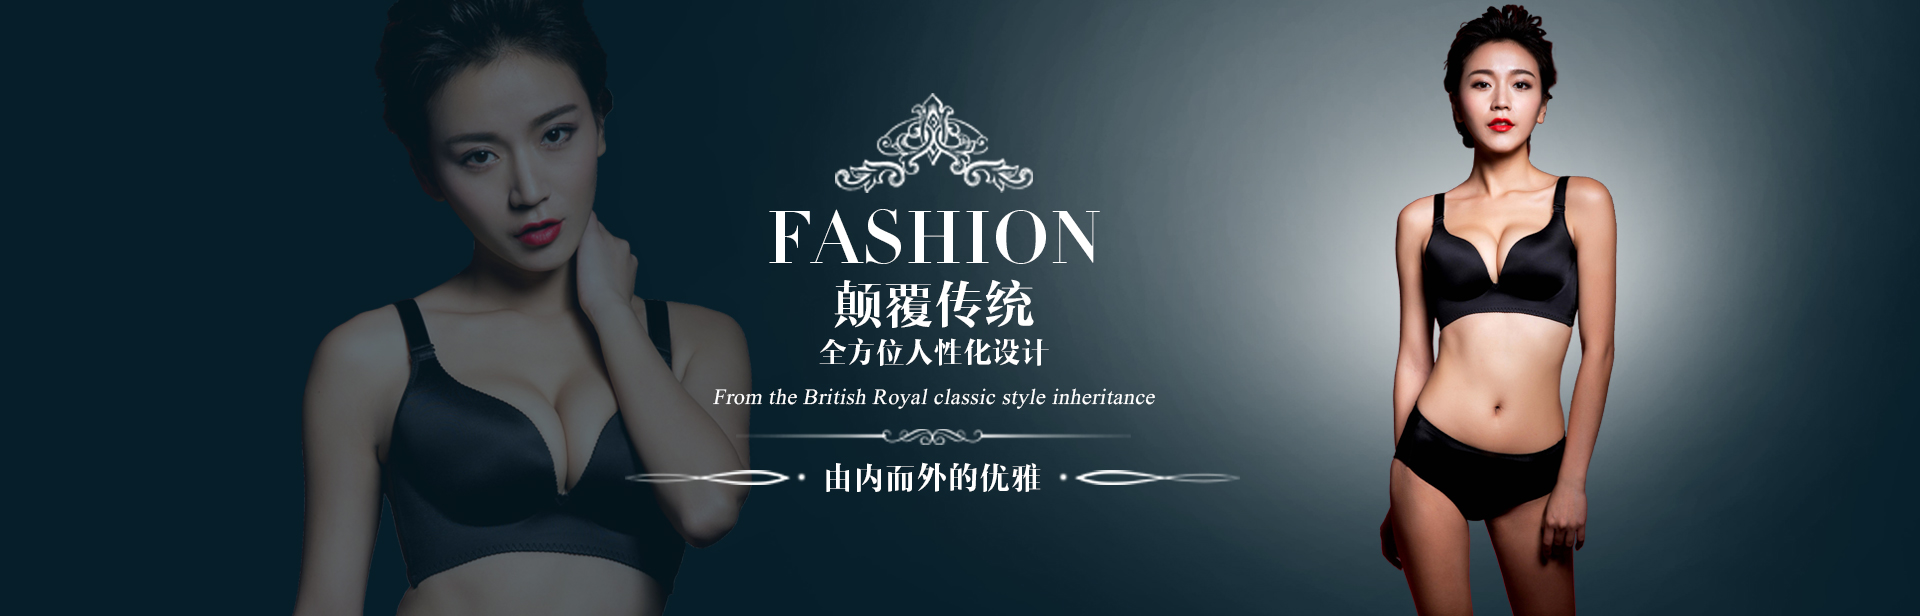 FASHION
颠覆传统
全方位人性化设计
From the British Royal classic style inheritance
由内而外的优雅